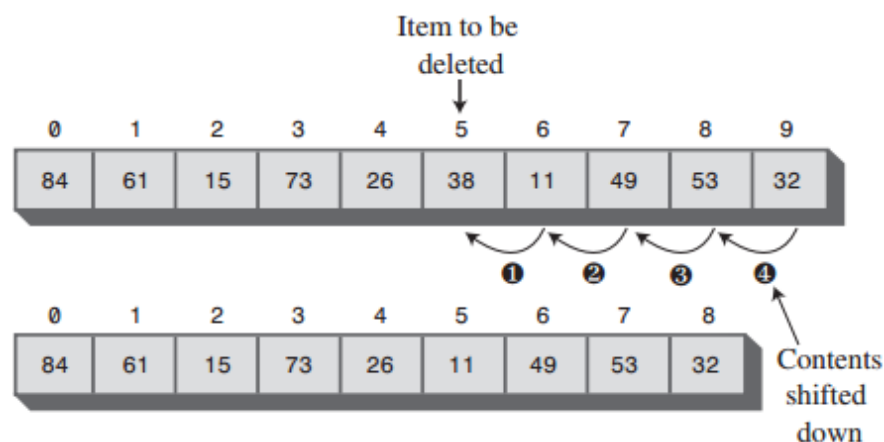 Item to be
deleted
0 1 2 3 4 5 6 7 8 9
84 61 15 73 26 38 11 49 53 32
❶ ❷ ❸ ❹
0 1 2 3 4 5 6 7 8
84 61 15 73 26 11 49 53 32
Contents
shifted
down